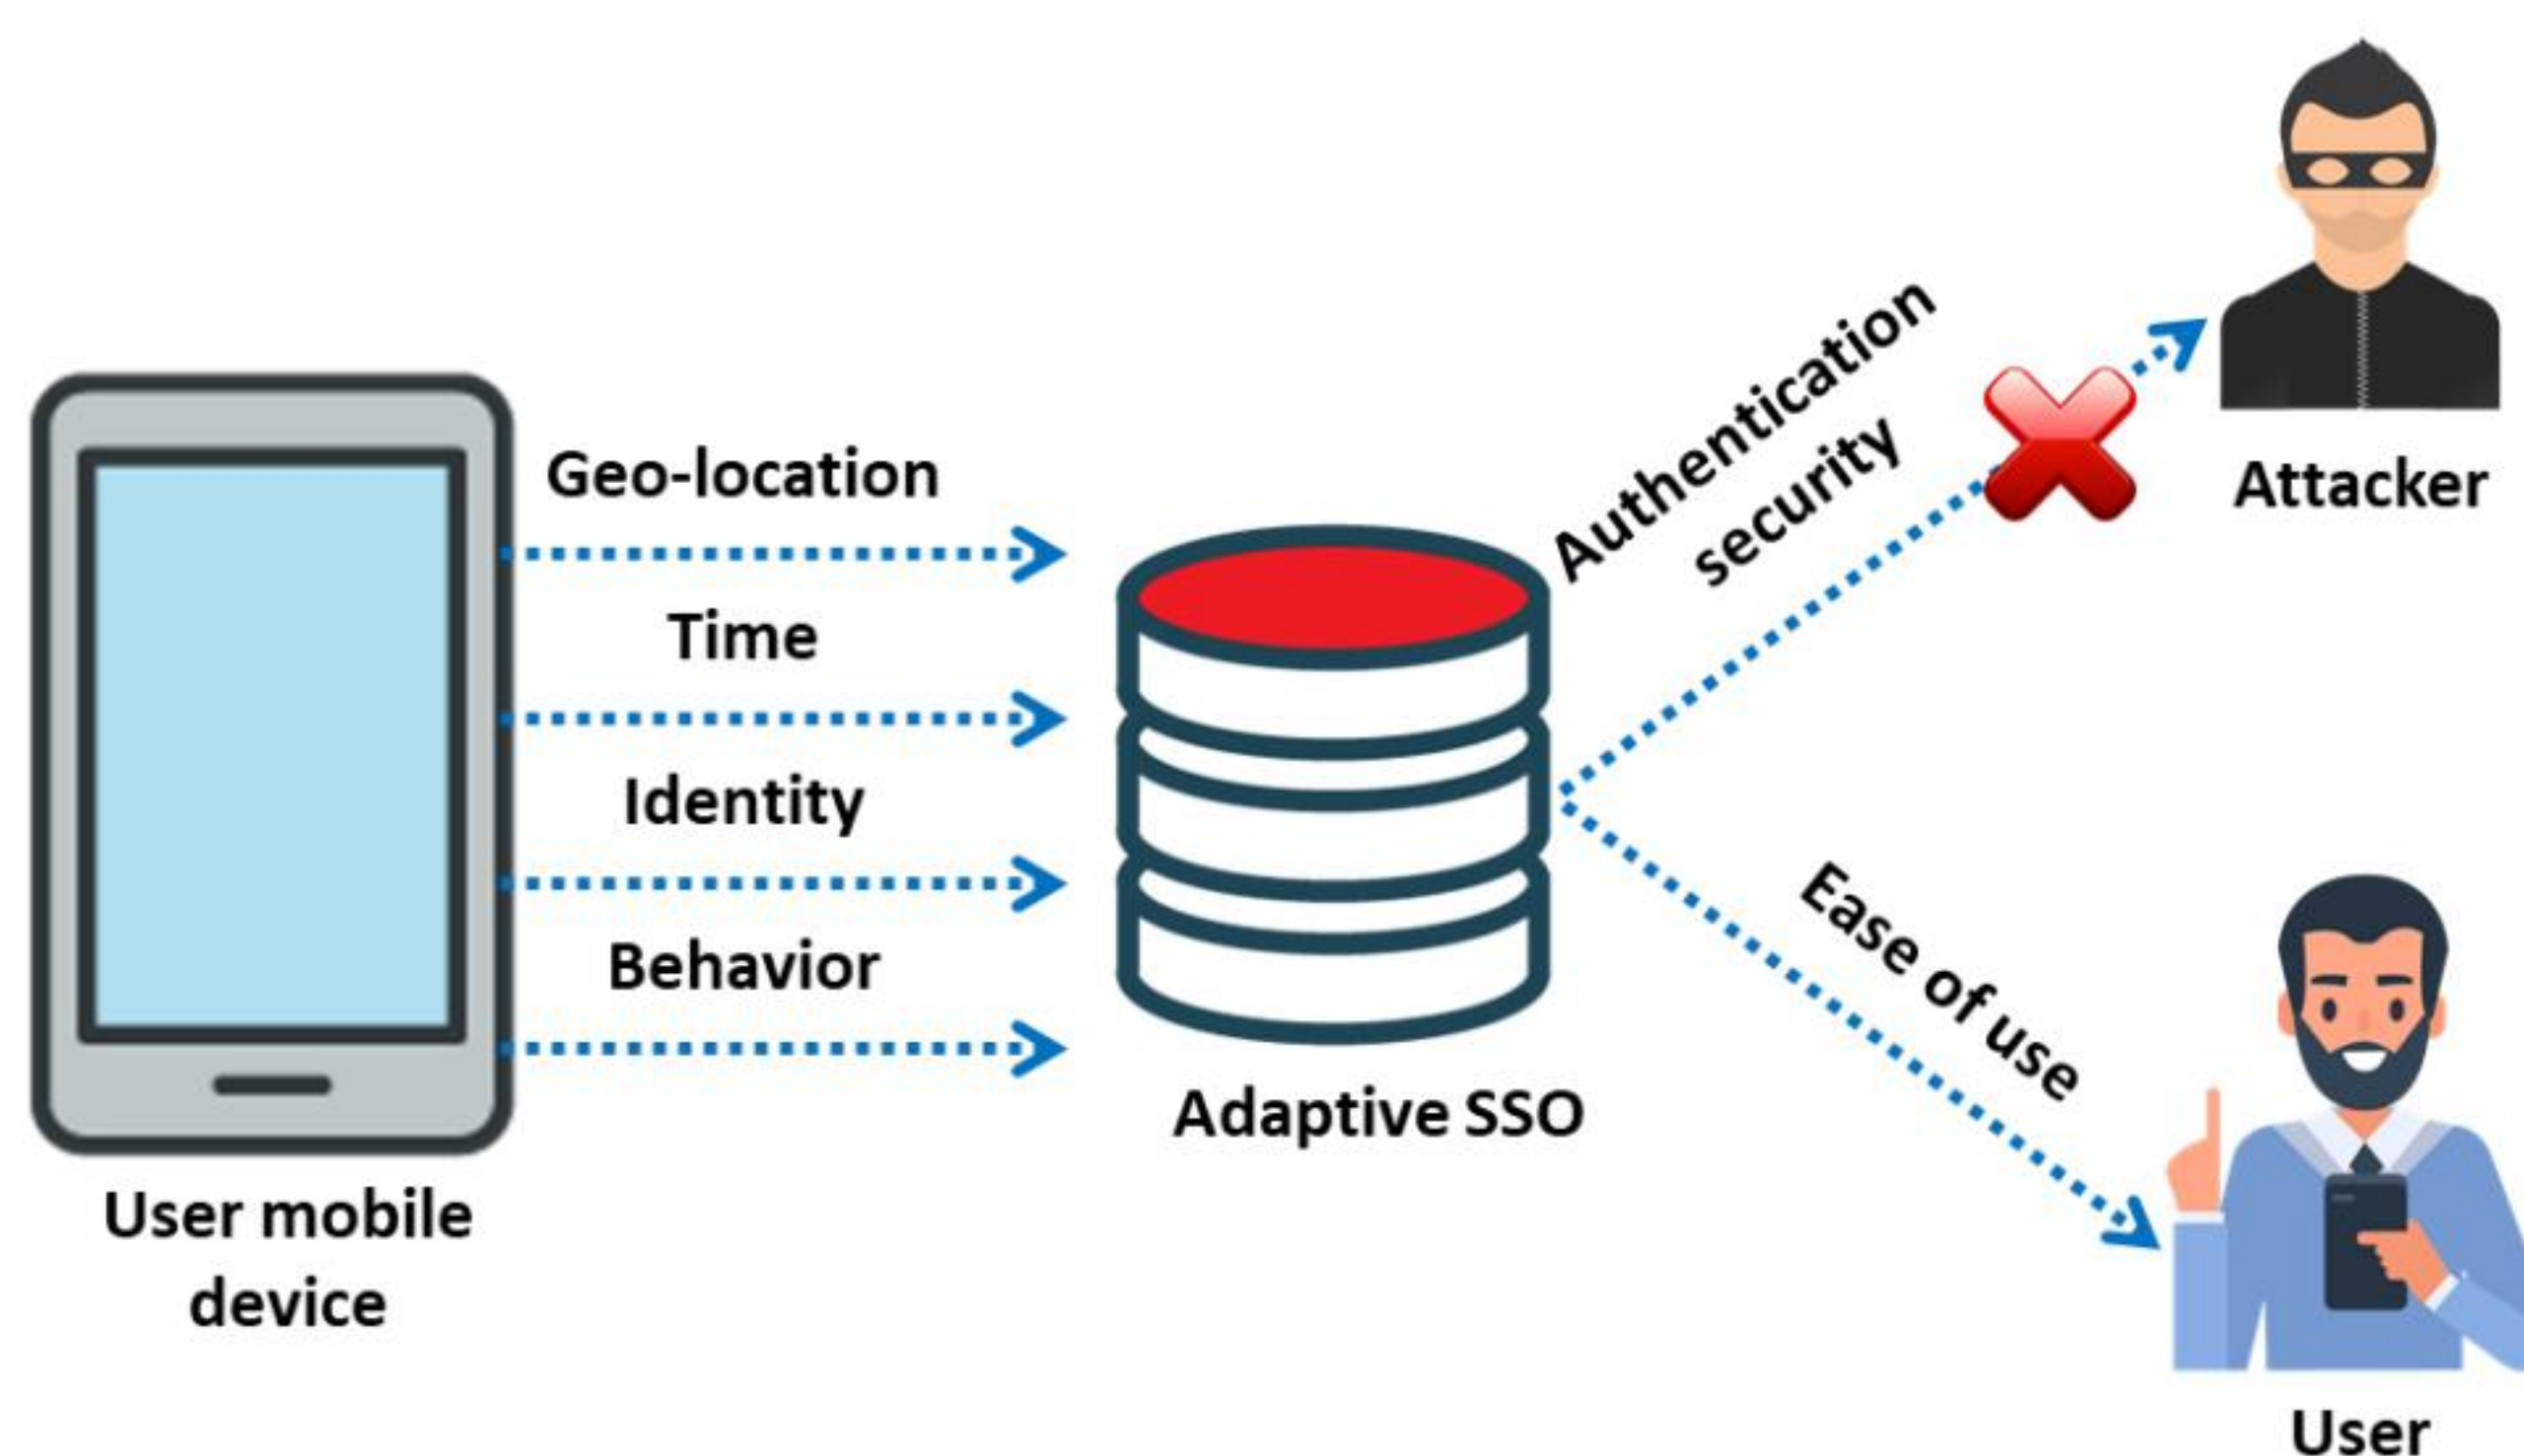 Geo-location
Time
Identity
Behavior
User mobile
device
Adaptive SSO
Authentication
security
Ease of use
Attacker
User